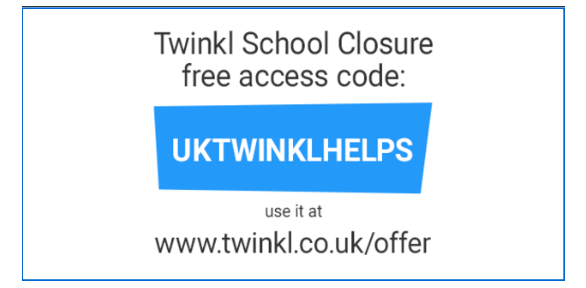 Twinkl School Closure
free access code:
UKTWINKLHELPS
use it at
www.twinkl.co.uk/offer